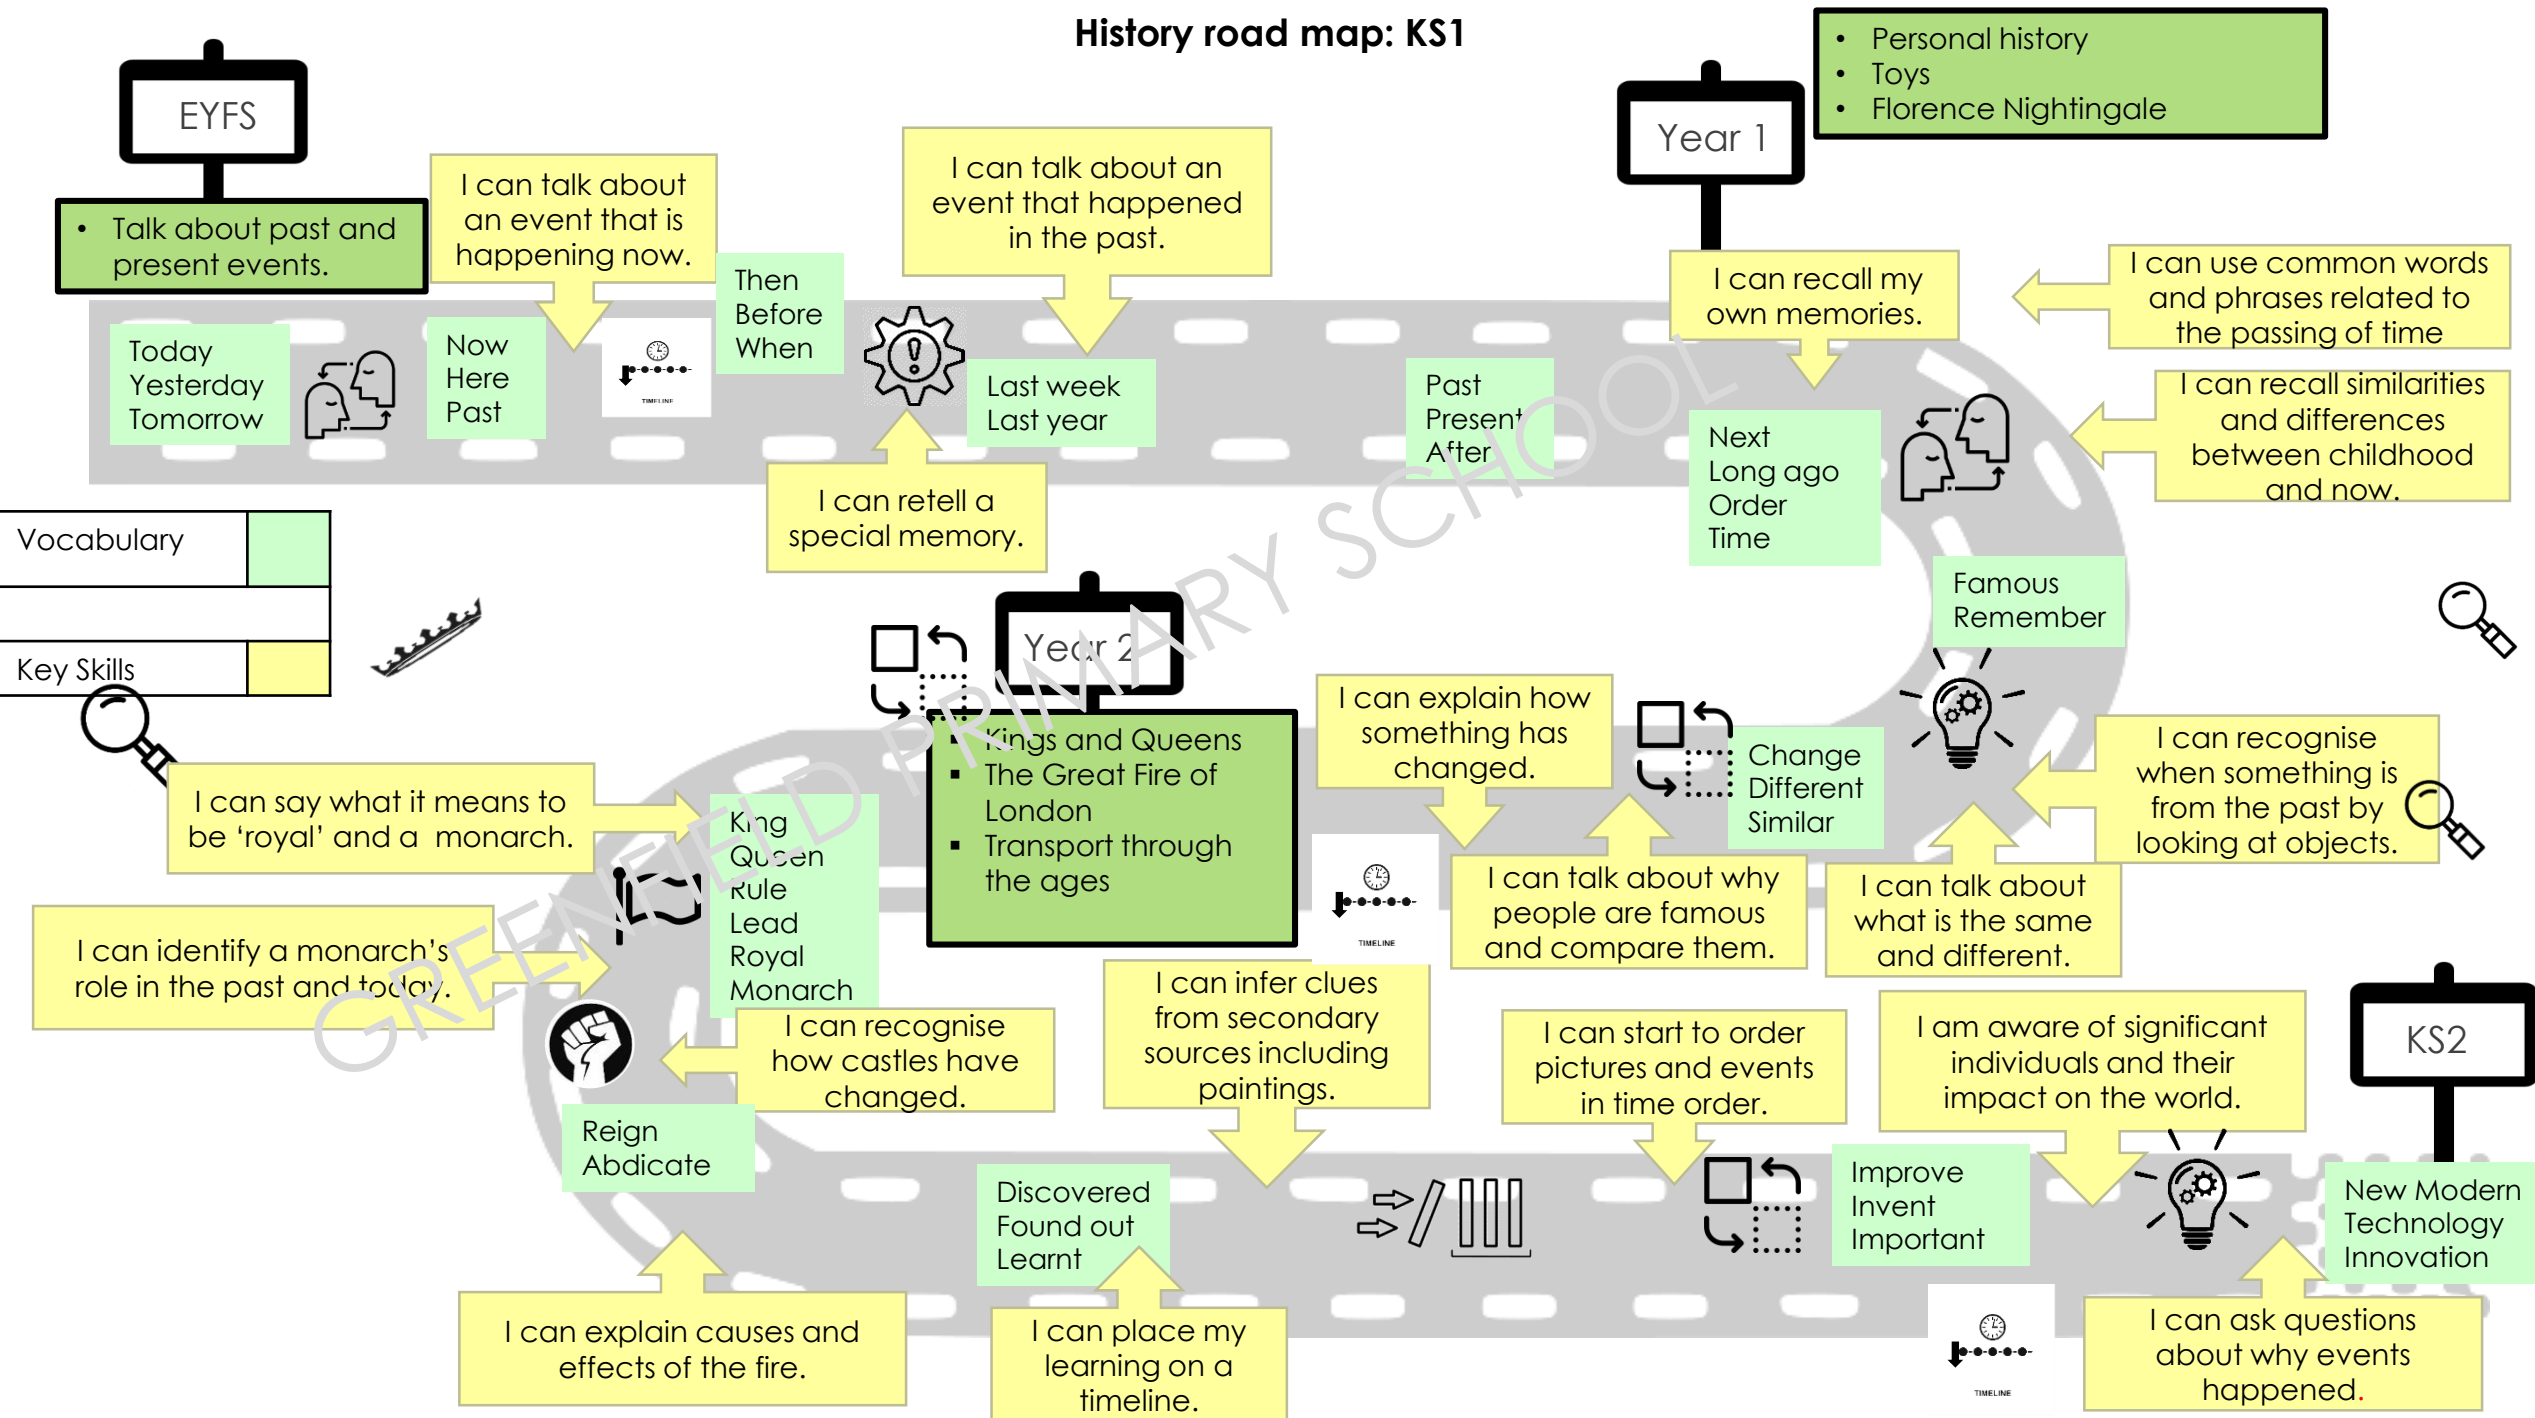 History road map: KS1
EYFS
• Talk about past and
present events.
I can talk about
an event that is
happening now.
I can talk about an
event that happened
in the past.
Year 1
• Personal history
• Toys
• Florence Nightingale
I can recall my
own memories.
I can use common words
and phrases related to
the passing of time
I can recall similarities
and differences
between childhood
and now.
Today
Yesterday
Tomorrow
Now
Here
Past
TIMELINE
Then
Before
When
Last week
Last year
I can retell a
special memory.
Past
Present
After
Next
Long ago
Order
Time
Famous
Remember
Vocabulary
Key Skills
Year 2
▪ Kings and Queens
▪ The Great Fire of
London
▪ Transport through
the ages
I can explain how
something has
changed.
Change
Different
Similar
I can recognise
when something is
from the past by
looking at objects.
I can talk about
what is the same
and different.
I can talk about why
people are famous
and compare them.
TIMELINE
I can say what it means to
be ‘royal’ and a  monarch.
King
Queen
Rule
Lead
Royal
Monarch
I can identify a monarch’s
role in the past and today.
I can recognise
how castles have
changed.
Reign
Abdicate
I can explain causes and
effects of the fire.
I can infer clues
from secondary
sources including
paintings.
Discovered
Found out
Learnt
I can place my
learning on a
timeline.
I can start to order
pictures and events
in time order.
Improve
Invent
Important
I am aware of significant
individuals and their
impact on the world.
KS2
New Modern
Technology
Innovation
TIMELINE
I can ask questions
about why events
happened.
GREENFIELD PRIMARY SCHOOL